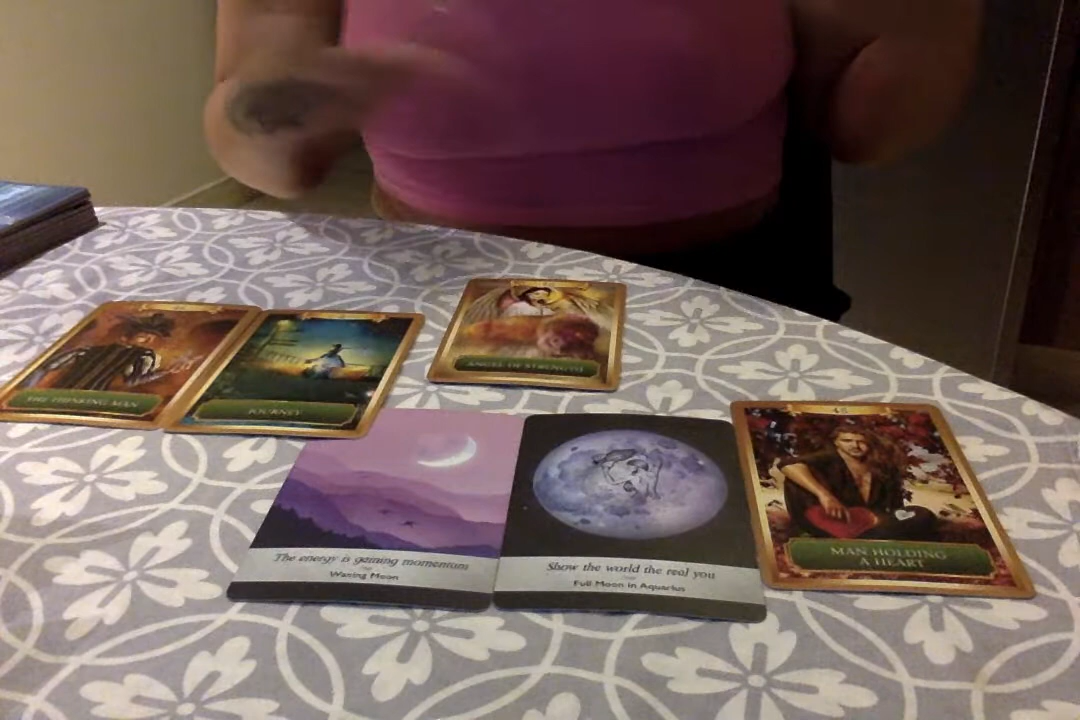 THE THINKING MAN
JOURNEY
ANGEL OF STRENGTH
The energy is gaining momentum
Waxing Moon
Show the world the real you
Full Moon in Aquarius
48
MAN HOLDING
A HEART